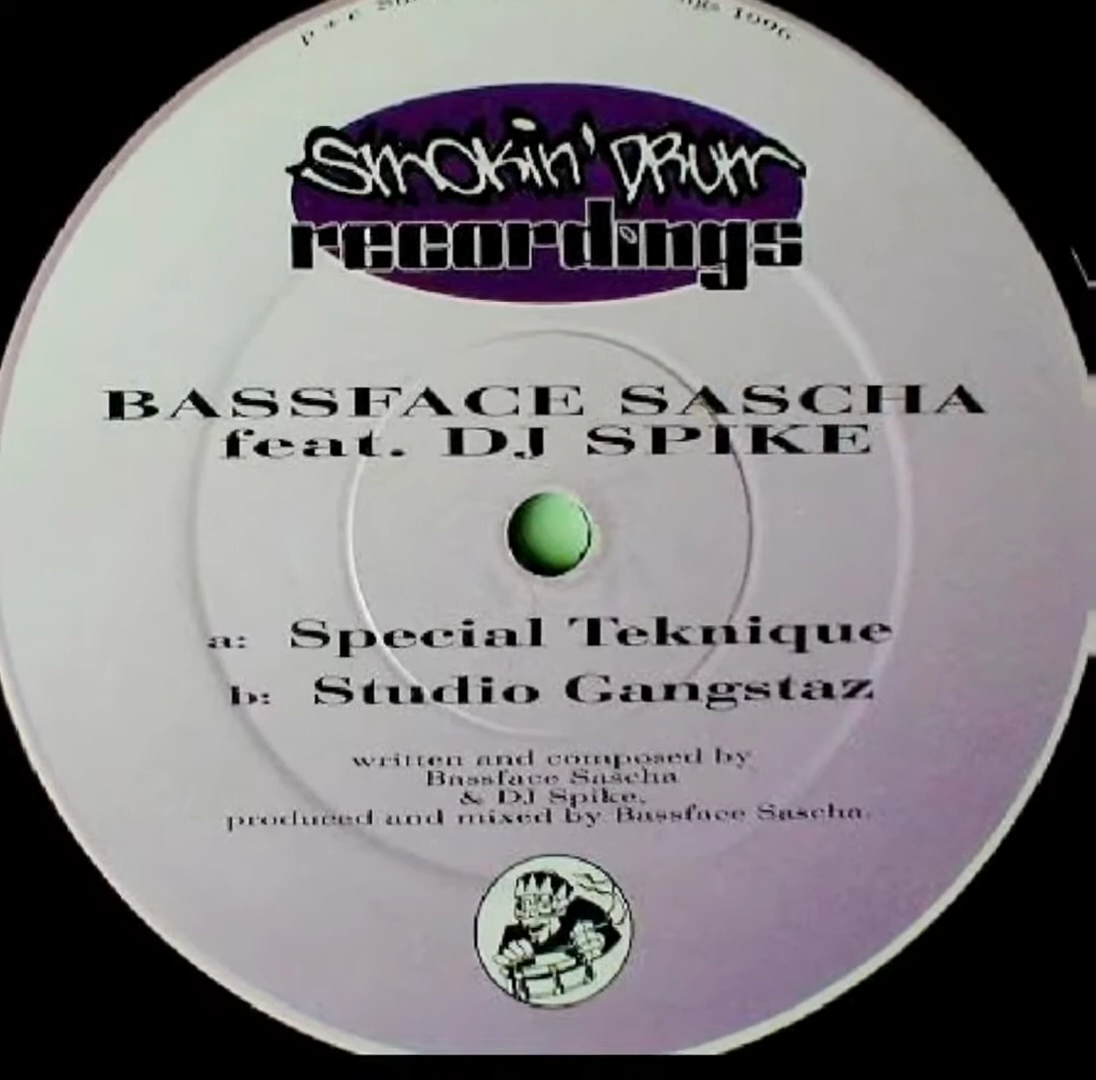 p + c
1996
Smokin' Drum
recordings
BASSFACE SASCHA
feat. DJ SPIKE
a: Special Teknique
b: Studio Gangstaz
written and composed by
Bassface Sascha
& DJ Spike.
produced and mixed by Bassface Sascha.